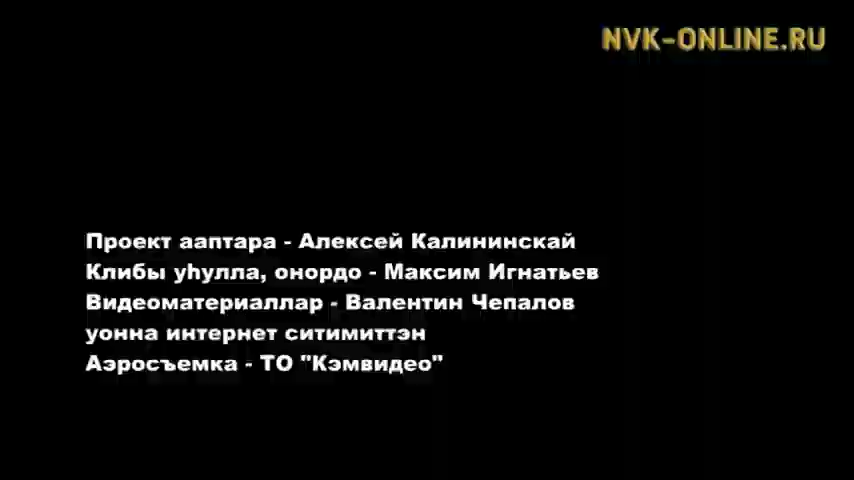 NVK-ONLINE.RU
Проект ааптара - Алексей Калининскай
Клибы уһулла, онордо - Максим Игнатьев
Видеоматериаллар - Валентин Чепалов
уонна интернет ситимиттэн
Аэросъемка - ТО "Кэмвидео"